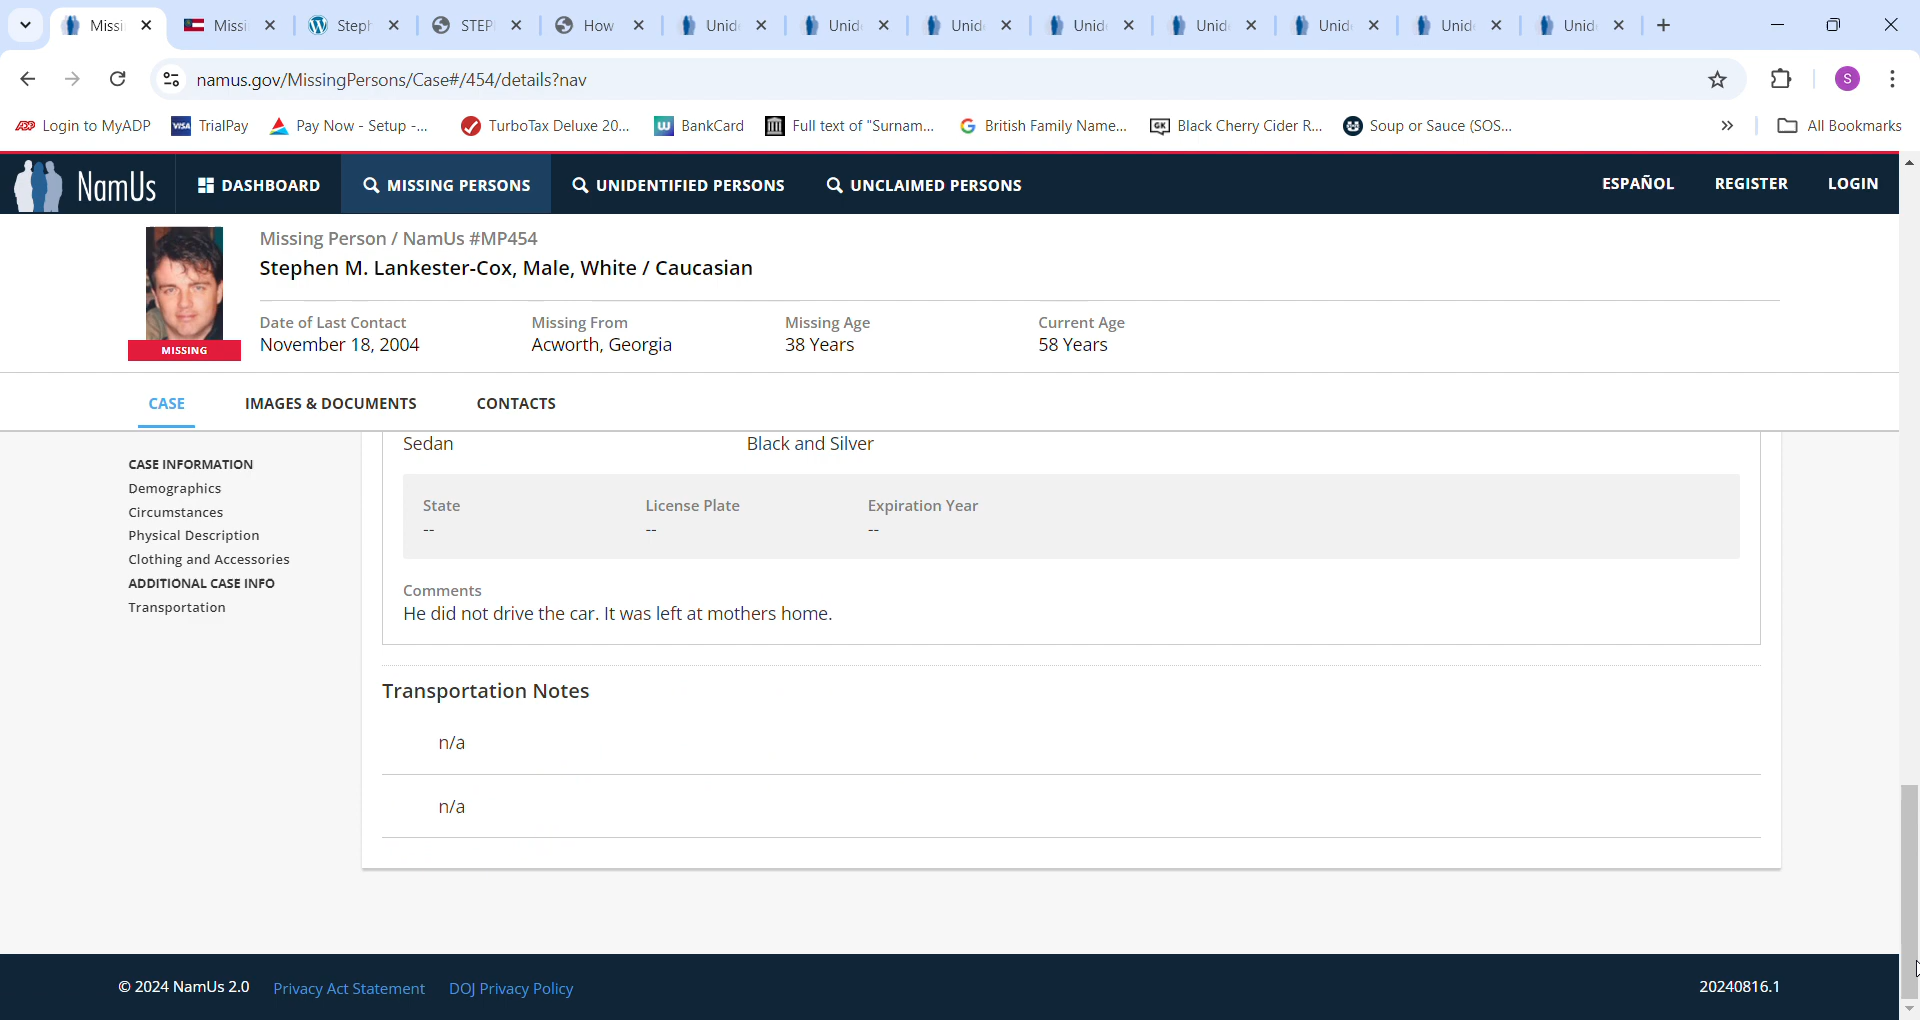 Missi
Missi
Steph
STEP
How
Unid
Unid
Unid
Unid
Unid
Unid
Unid
Unid
namus.gov/MissingPersons/Case#/454/details?nav
S
Login to MyADP
VISA TrialPay
Pay Now - Setup -...
TurboTax Deluxe 20...
BankCard
Full text of "Surnam...
British Family Name...
GK Black Cherry Cider R...
Soup or Sauce (SOS...
»
All Bookmarks
NamUs
DASHBOARD
MISSING PERSONS
UNIDENTIFIED PERSONS
UNCLAIMED PERSONS
ESPAÑOL
REGISTER
LOGIN
Missing Person / NamUs #MP454
Stephen M. Lankester-Cox, Male, White / Caucasian
MISSING
Date of Last Contact
November 18, 2004
Missing From
Acworth, Georgia
Missing Age
38 Years
Current Age
58 Years
CASE
IMAGES & DOCUMENTS
CONTACTS
CASE INFORMATION
Demographics
Circumstances
Physical Description
Clothing and Accessories
ADDITIONAL CASE INFO
Transportation
Sedan
Black and Silver
State
--
License Plate
--
Expiration Year
--
Comments
He did not drive the car. It was left at mothers home.
Transportation Notes
n/a
n/a
© 2024 NamUs 2.0
Privacy Act Statement
DOJ Privacy Policy
20240816.1